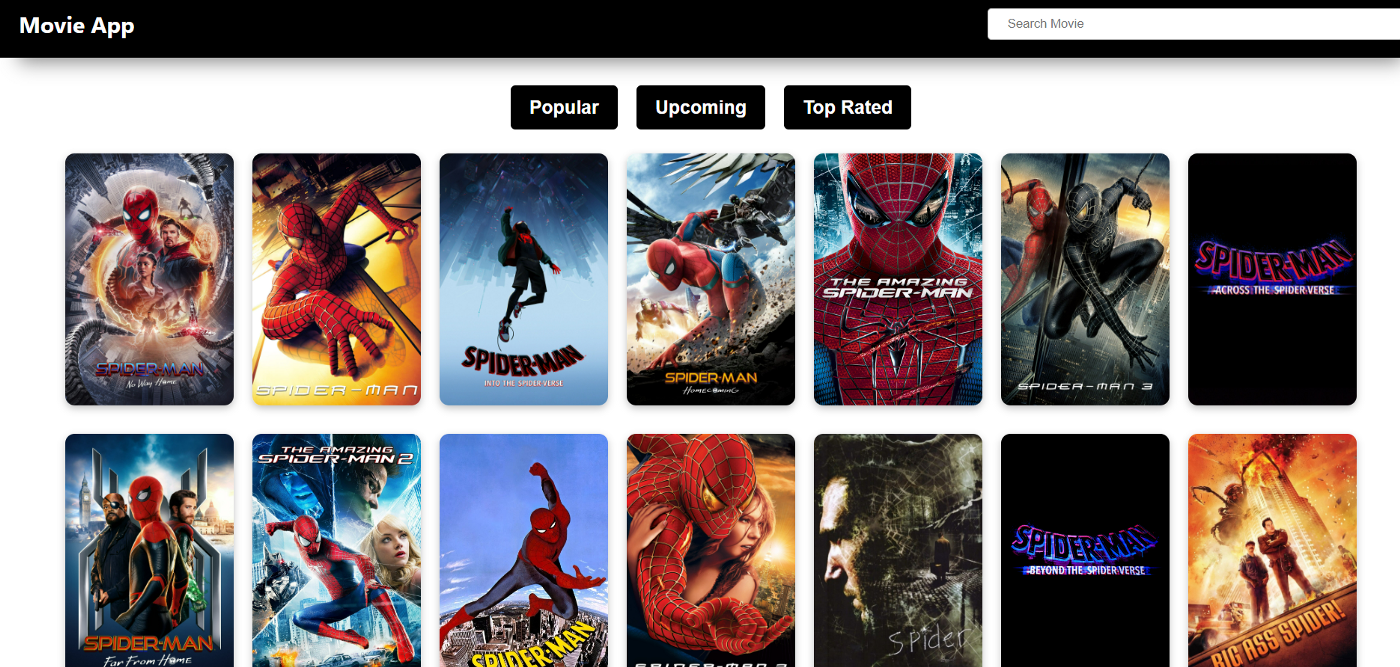 Movie App
Search Movie
Popular
Upcoming
Top Rated
SPIDER-MAN
No Way Home
SPIDER-MAN
SPIDER-MAN
INTO THE SPIDER-VERSE
SPIDER-MAN
HOMECOMING
THE AMAZING
SPIDER-MAN
SPIDER-MAN 3
SPIDER-MAN
ACROSS THE SPIDER-VERSE
SPIDER-MAN
Far From Home
THE AMAZING
SPIDER-MAN 2
SPIDER-MAN
SPIDER-MAN 2
Spider
SPIDER-MAN
BEYOND THE SPIDER-VERSE
BIG ASS SPIDER!